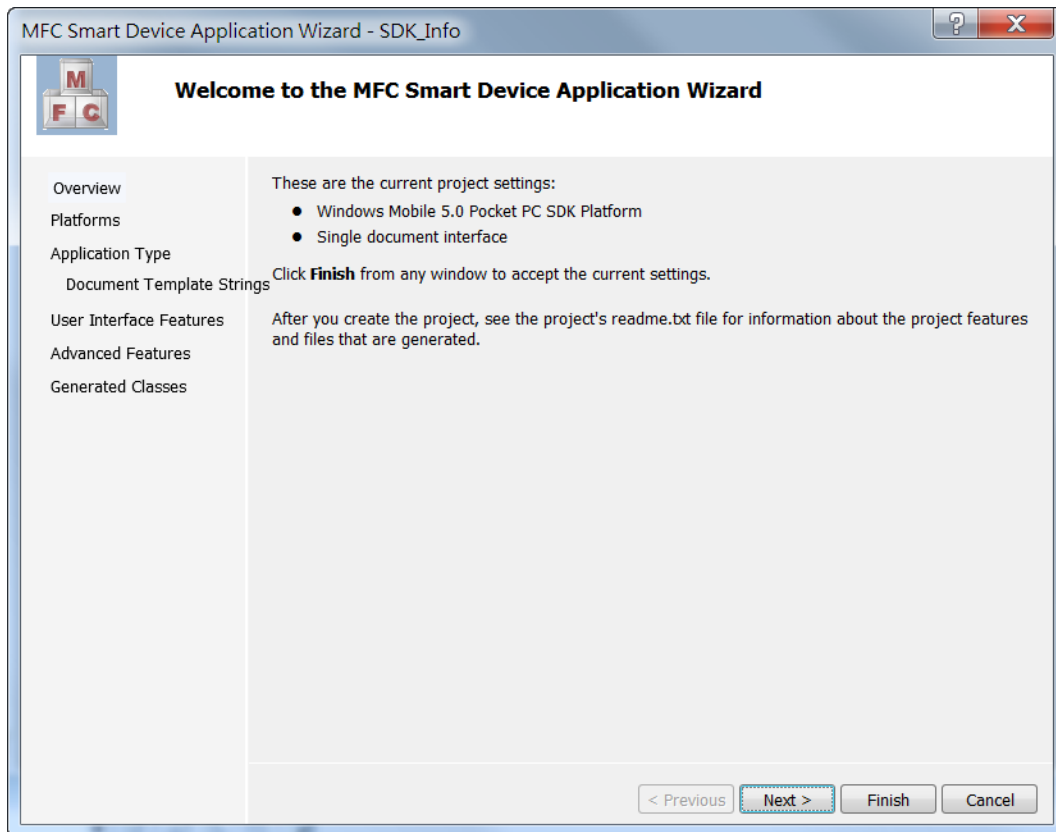 MFC Smart Device Application Wizard - SDK_Info
?
X
M
F C
Welcome to the MFC Smart Device Application Wizard
Overview
Platforms
Application Type
Document Template Strings
User Interface Features
Advanced Features
Generated Classes
These are the current project settings:
● Windows Mobile 5.0 Pocket PC SDK Platform
● Single document interface
Click Finish from any window to accept the current settings.
After you create the project, see the project's readme.txt file for information about the project features
and files that are generated.
< Previous
Next >
Finish
Cancel